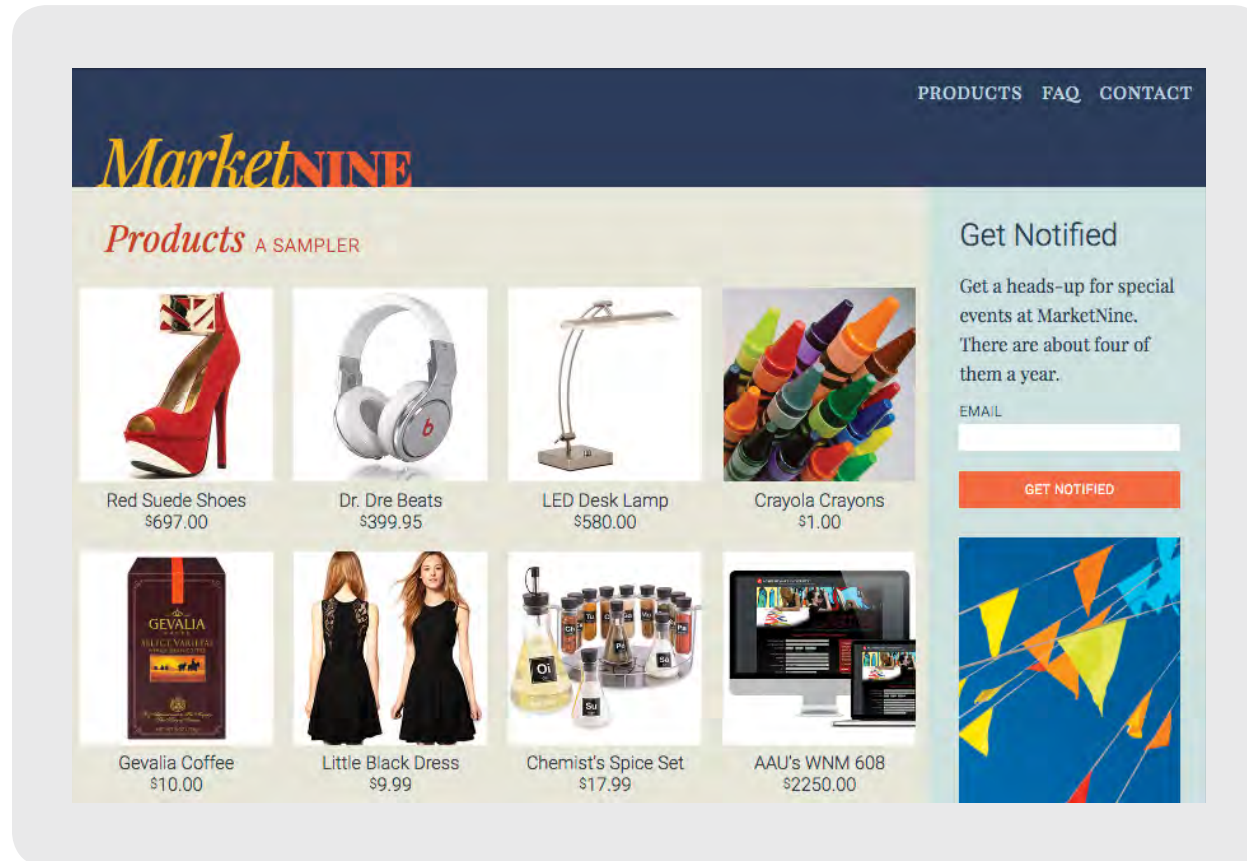 PRODUCTS FAQ CONTACT
MarketNINE
Products A SAMPLER
Red Suede Shoes
$697.00
Dr. Dre Beats
$399.95
LED Desk Lamp
$580.00
Crayola Crayons
$1.00
GEVALIA
Oi
Su
Gevalia Coffee
$10.00
Little Black Dress
$9.99
Chemist's Spice Set
$17.99
AAU's WNM 608
$2250.00
Get Notified
Get a heads-up for special
events at MarketNine.
There are about four of
them a year.
EMAIL
GET NOTIFIED